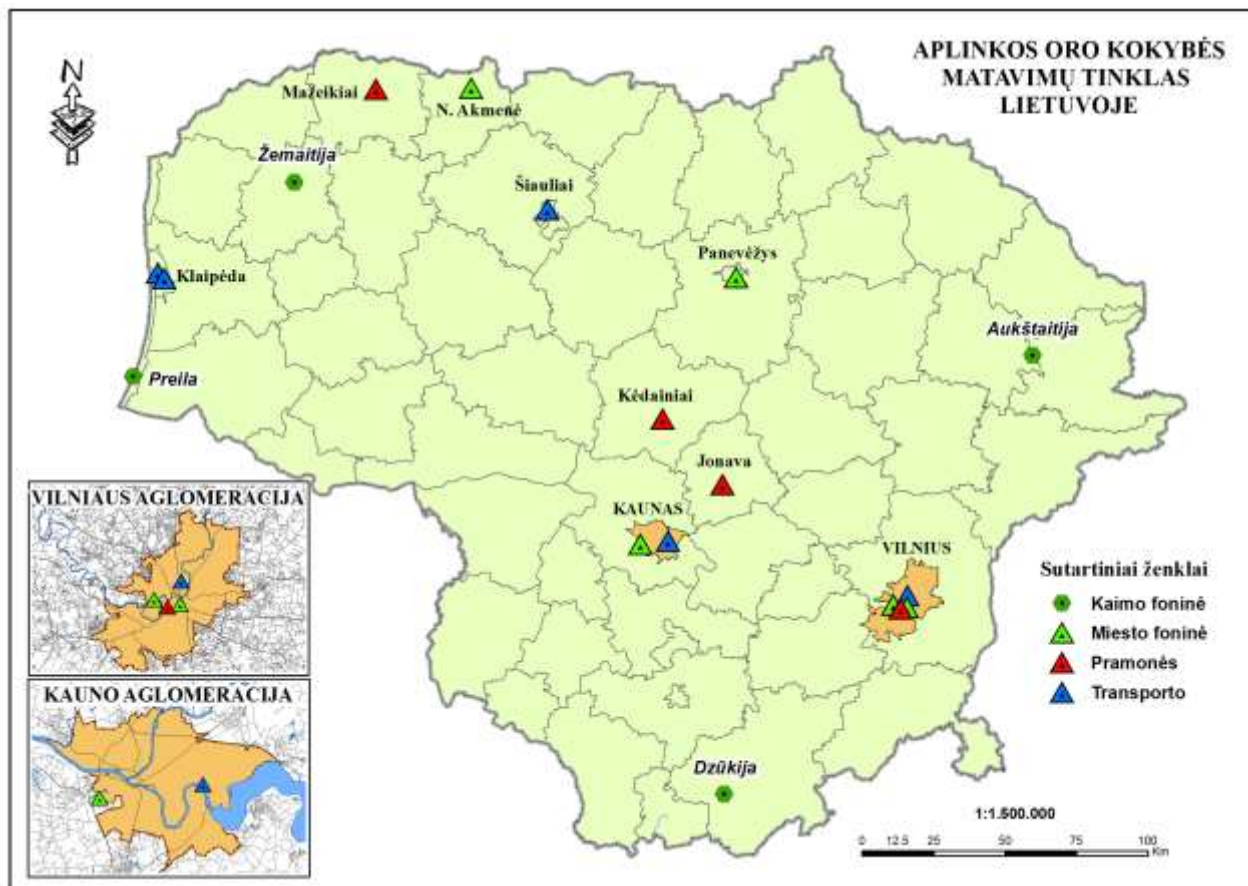 APLINKOS ORO KOKYBĖS
MATAVIMŲ TINKLAS
LIETUVOJE
N
Mažeikiai
N. Akmenė
Žemaitija
Šiauliai
Klaipėda
Panevėžys
Aukštaitija
Preila
Kėdainiai
Jonava
KAUNAS
VILNIUS
Dzūkija
VILNIAUS AGLOMERACIJA
KAUNO AGLOMERACIJA
Sutartiniai ženklai
Kaimo foninė
Miesto foninė
Pramonės
Transporto
1:1.500.000
0 12.5 25 50 75 100
Km